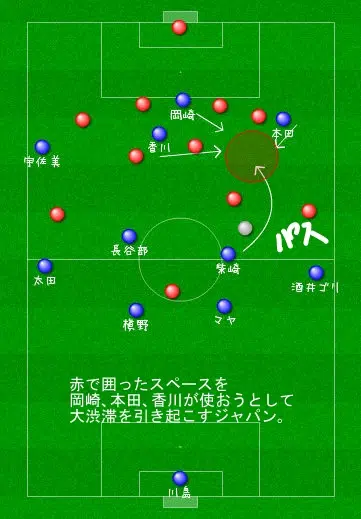 岡崎
本田
香川
宇佐美
パス
長谷部
柴崎
太田
酒井ゴリ
槙野
マヤ
赤で囲ったスペースを
岡崎、本田、香川が使おうとして
大渋滞を引き起こすジャパン。
川島